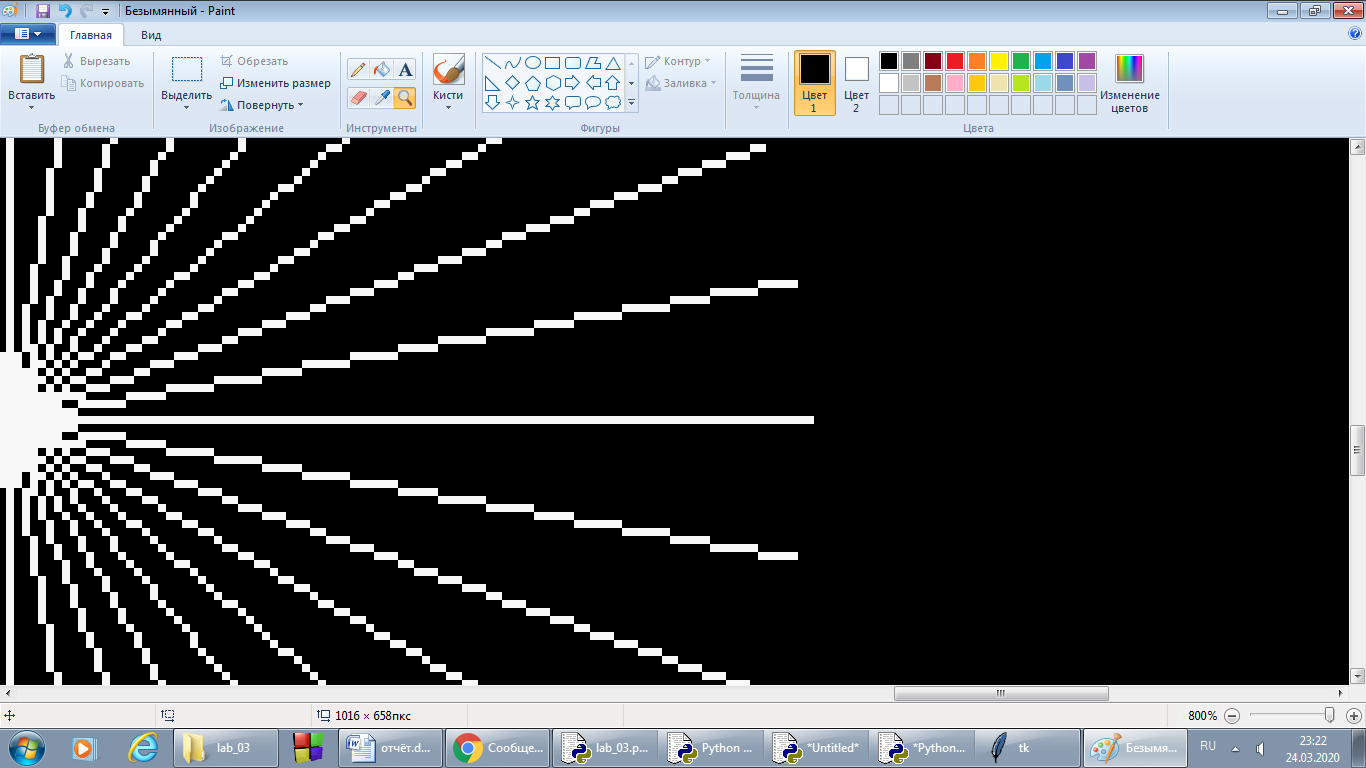 Безымянный - Paint
Главная Вид
Вставить
Вырезать
Копировать
Буфер обмена
Выделить
Обрезать
Изменить размер
Повернуть
Изображение
A
Инструменты
Кисти
Контур
Заливка
Фигуры
Толщина
Цвет
1
Цвет
2
Изменение
цветов
Цвета
1016 × 658пкс
800%
lab_03
отчёт.d...
Сообще...
lab_03.p...
Python ...
*Untitled*
*Python...
tk
Безымя...
RU
23:22
24.03.2020